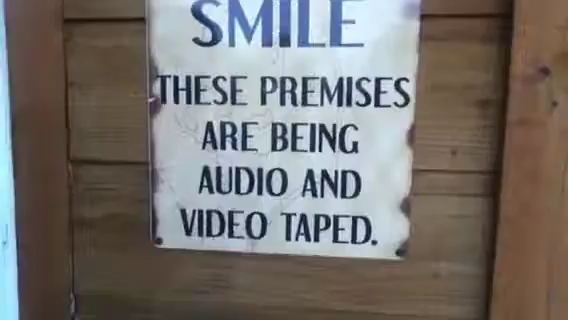 SMILE
THESE PREMISES
ARE BEING
AUDIO AND
VIDEO TAPED.